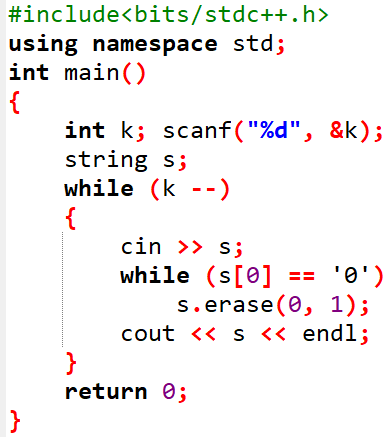 #include<bits/stdc++.h>
using namespace std;
int main()
{
    int k; scanf("%d", &k);
    string s;
    while (k --)
    {
        cin >> s;
        while (s[0] == '0')
            s.erase(0, 1);
        cout << s << endl;
    }
    return 0;
}